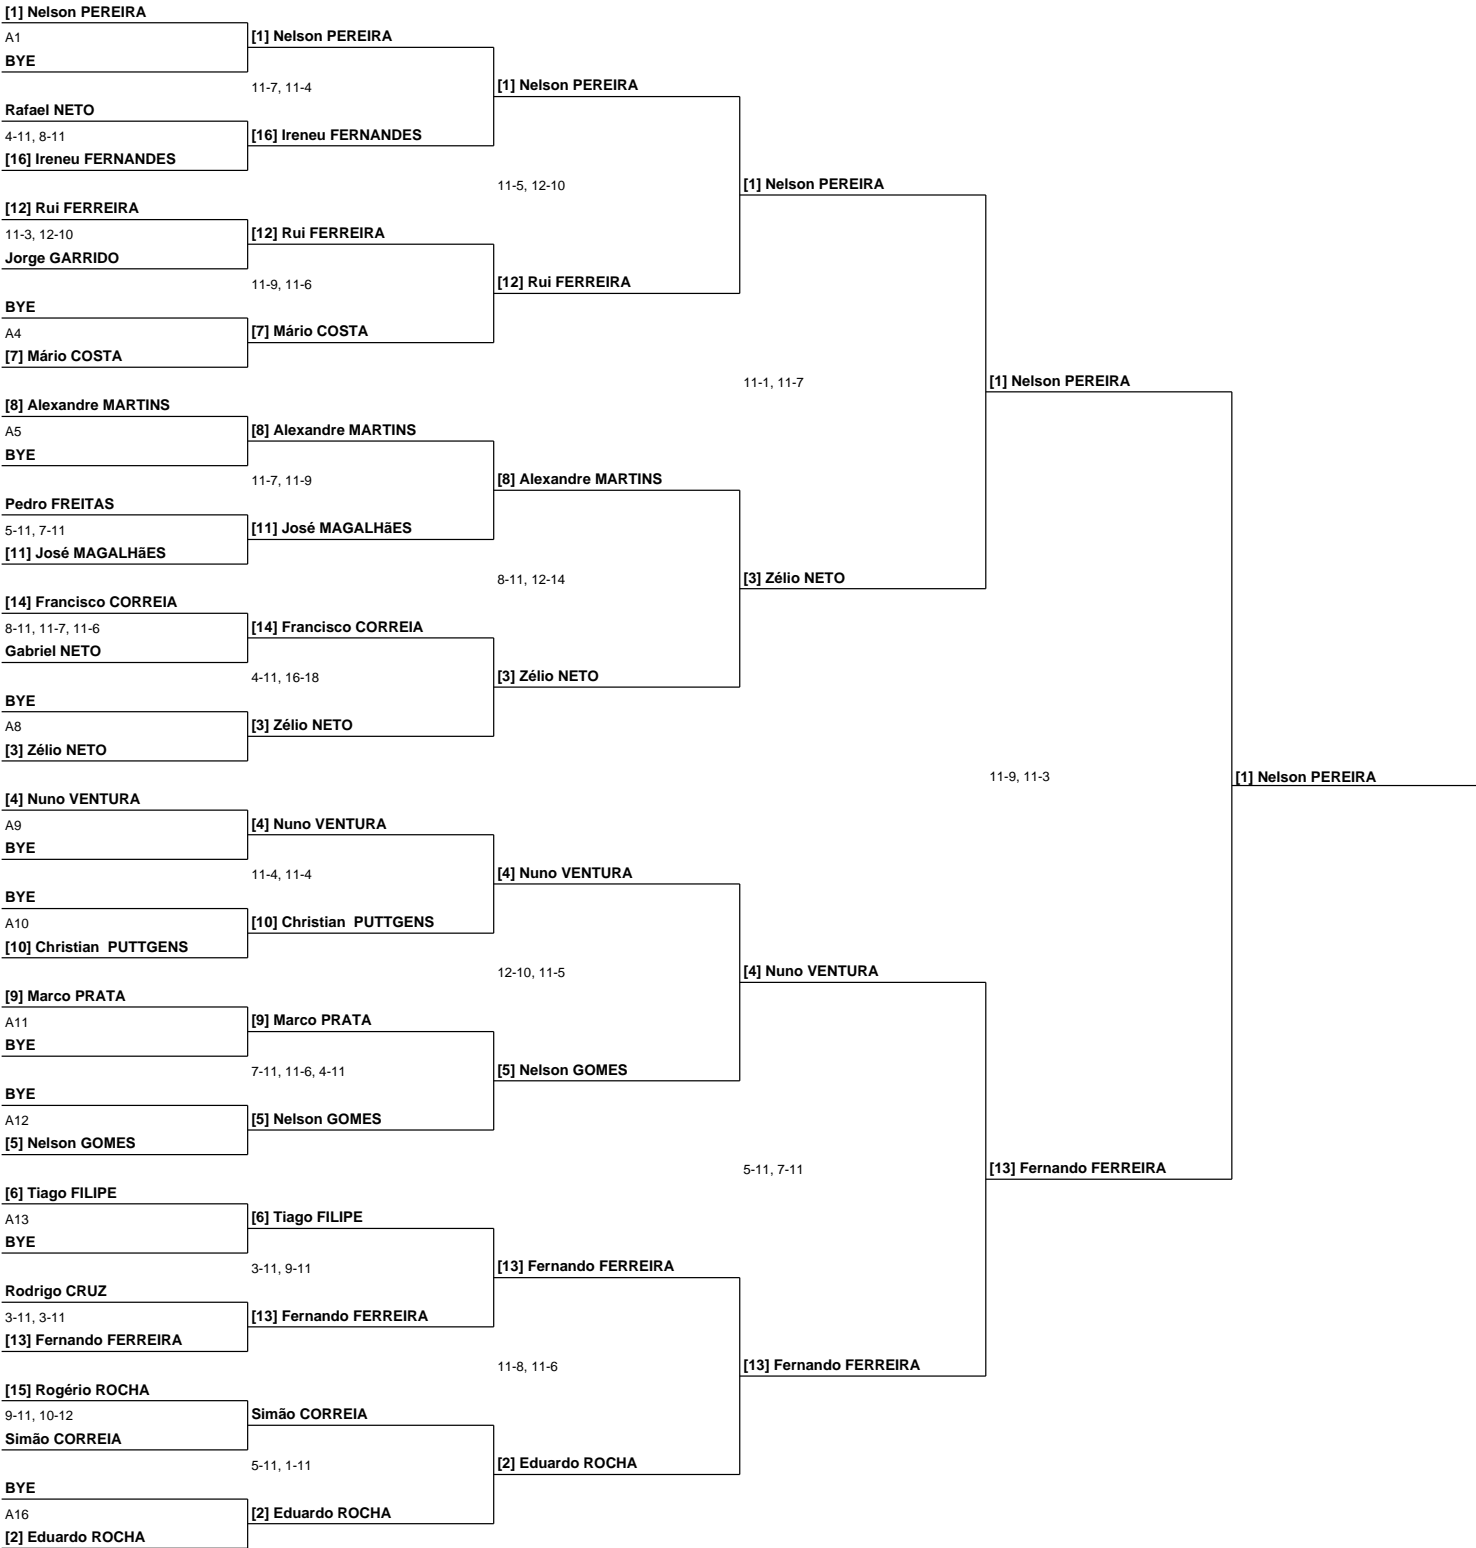 [1] Nelson PEREIRA
A1
BYE
Rafael NETO
4-11, 8-11
[16] Ireneu FERNANDES
[12] Rui FERREIRA
11-3, 12-10
Jorge GARRIDO
BYE
A4
[7] Mário COSTA
[8] Alexandre MARTINS
A5
BYE
Pedro FREITAS
5-11, 7-11
[11] José MAGALHãES
[14] Francisco CORREIA
8-11, 11-7, 11-6
Gabriel NETO
BYE
A8
[3] Zélio NETO
[4] Nuno VENTURA
A9
BYE
BYE
A10
[10] Christian  PUTTGENS
[9] Marco PRATA
A11
BYE
BYE
A12
[5] Nelson GOMES
[6] Tiago FILIPE
A13
BYE
Rodrigo CRUZ
3-11, 3-11
[13] Fernando FERREIRA
[15] Rogério ROCHA
9-11, 10-12
Simão CORREIA
BYE
A16
[2] Eduardo ROCHA
[1] Nelson PEREIRA
11-7, 11-4
[16] Ireneu FERNANDES
[12] Rui FERREIRA
11-9, 11-6
[7] Mário COSTA
[8] Alexandre MARTINS
11-7, 11-9
[11] José MAGALHãES
[14] Francisco CORREIA
4-11, 16-18
[3] Zélio NETO
[4] Nuno VENTURA
11-4, 11-4
[10] Christian  PUTTGENS
[9] Marco PRATA
7-11, 11-6, 4-11
[5] Nelson GOMES
[6] Tiago FILIPE
3-11, 9-11
[13] Fernando FERREIRA
Simão CORREIA
5-11, 1-11
[2] Eduardo ROCHA
[1] Nelson PEREIRA
11-5, 12-10
[12] Rui FERREIRA
[8] Alexandre MARTINS
8-11, 12-14
[3] Zélio NETO
[4] Nuno VENTURA
12-10, 11-5
[5] Nelson GOMES
[13] Fernando FERREIRA
11-8, 11-6
[2] Eduardo ROCHA
[1] Nelson PEREIRA
11-1, 11-7
[3] Zélio NETO
[4] Nuno VENTURA
5-11, 7-11
[13] Fernando FERREIRA
[1] Nelson PEREIRA
11-9, 11-3
[13] Fernando FERREIRA
[1] Nelson PEREIRA